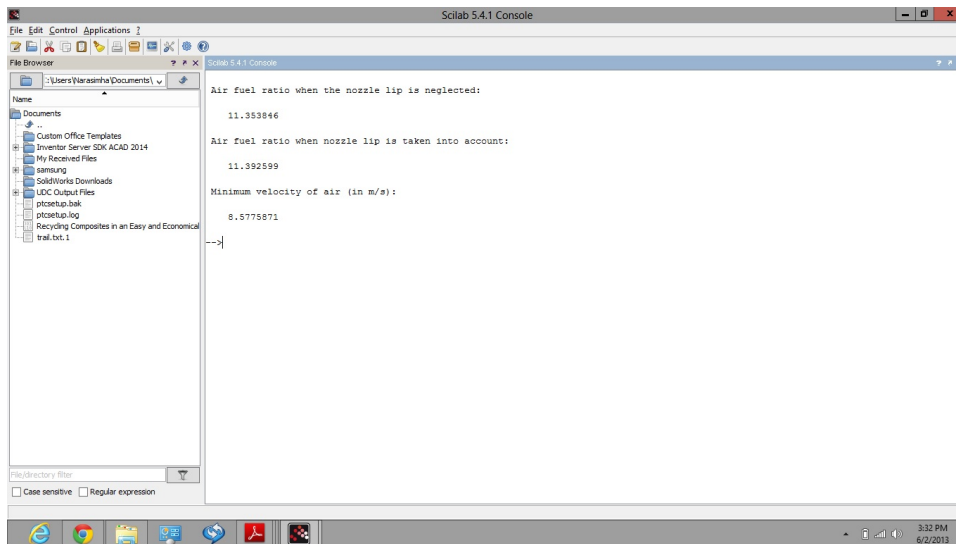 Scilab 5.4.1 Console
File Edit Control Applications ?
File Browser
Scilab 5.4.1 Console
:\Users\Narasimha\Documents\
Name
Documents
..
Custom Office Templates
Inventor Server SDK ACAD 2014
My Received Files
samsung
SolidWorks Downloads
UDC Output Files
ptcsetup.bak
ptcsetup.log
Recycling Composites in an Easy and Economical
trail.txt.1
File/directory filter
Case sensitive Regular expression
Air fuel ratio when the nozzle lip is neglected:
11.353846
Air fuel ratio when nozzle lip is taken into account:
11.392599
Minimum velocity of air (in m/s):
8.5775871
-->
3:32 PM
6/2/2013